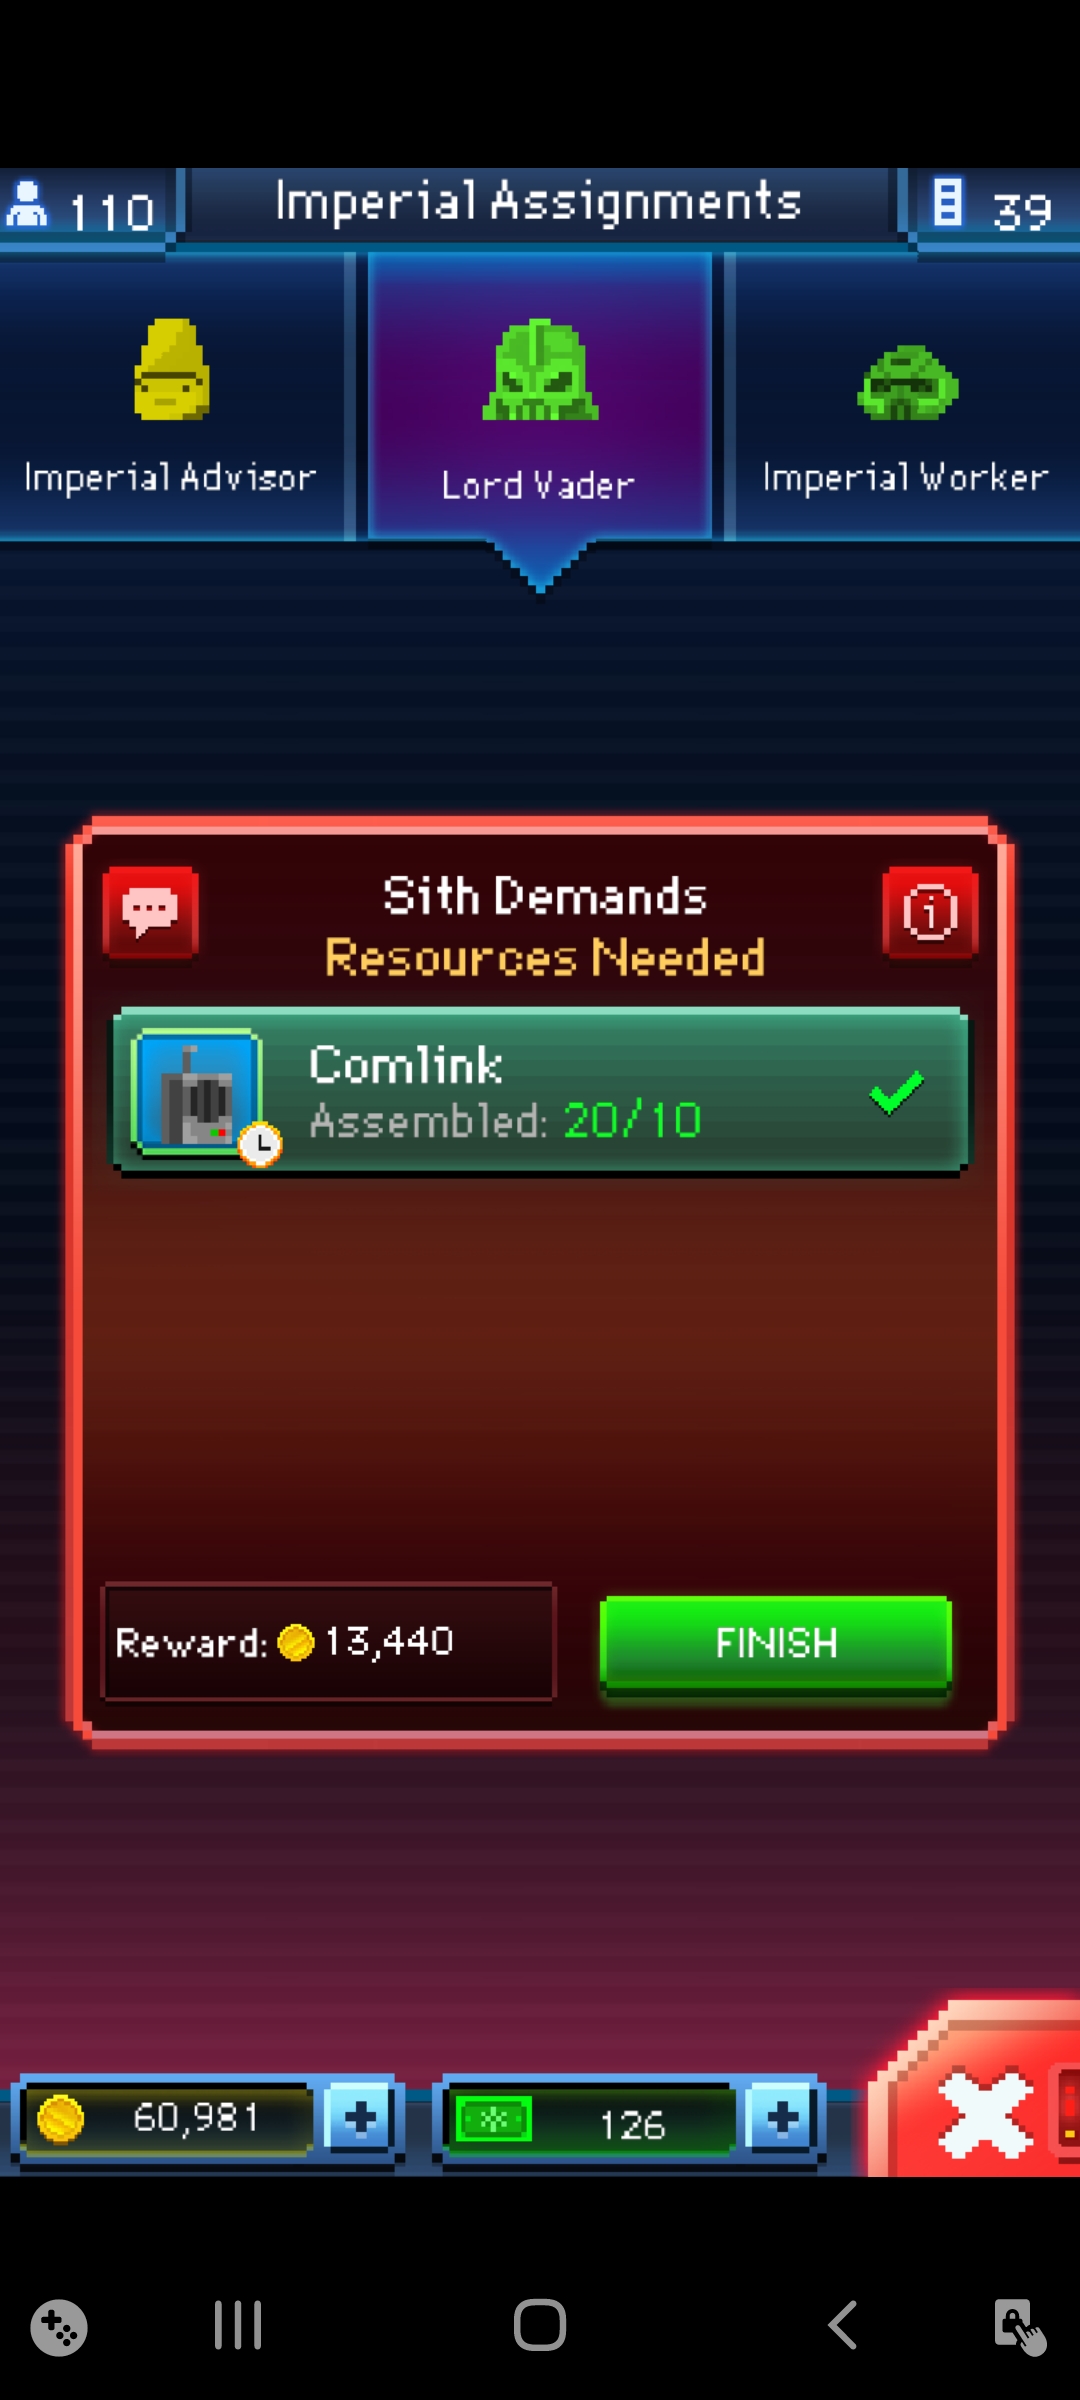 110
Imperial Assignments
39
Imperial Advisor
Lord Vader
Imperial Worker
Sith Demands
Resources Needed
Comlink
Assembled: 20/10
Reward: 13,440
FINISH
60,981
126